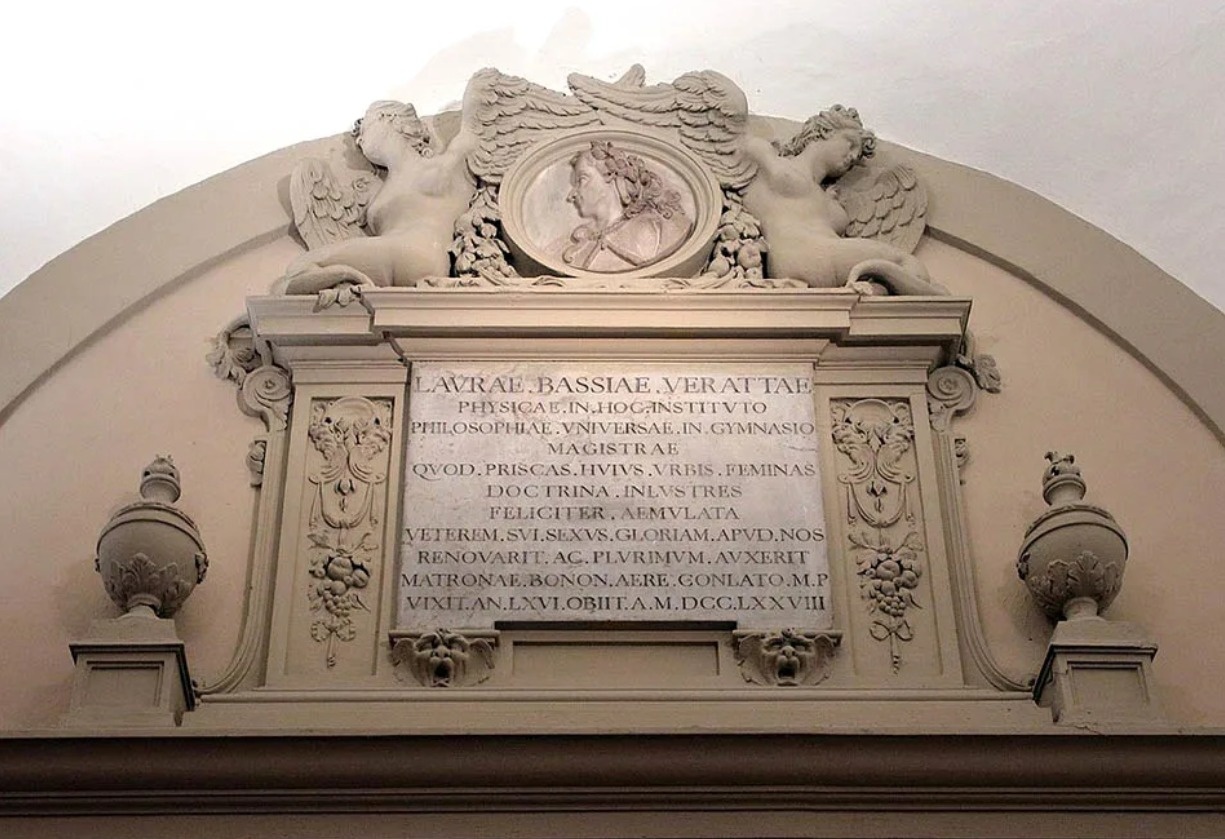 LAVRAE.BASSIAE.VERATTAE
PHYSICAE.IN.HOC.INSTITVTO
PHILOSOPHIAE.VNIVERSAE.IN.GYMNASIO
MAGISTRAE
QVOD.PRISCAS.HVIVS.VRBIS.FEMINAS
DOCTRINA.INLVSTRES
FELICITER.AEMVLATA
VETEREM.SVI.SEXVS.GLORIAM.APVD.NOS
RENOVARIT.AC.PLVRIMVM.AVXERIT
MATRONAE.BONON.AERE.CONLATO.M.P
VIXIT.AN.LXVI.OBIIT.A.M.DCC.LXXVIII